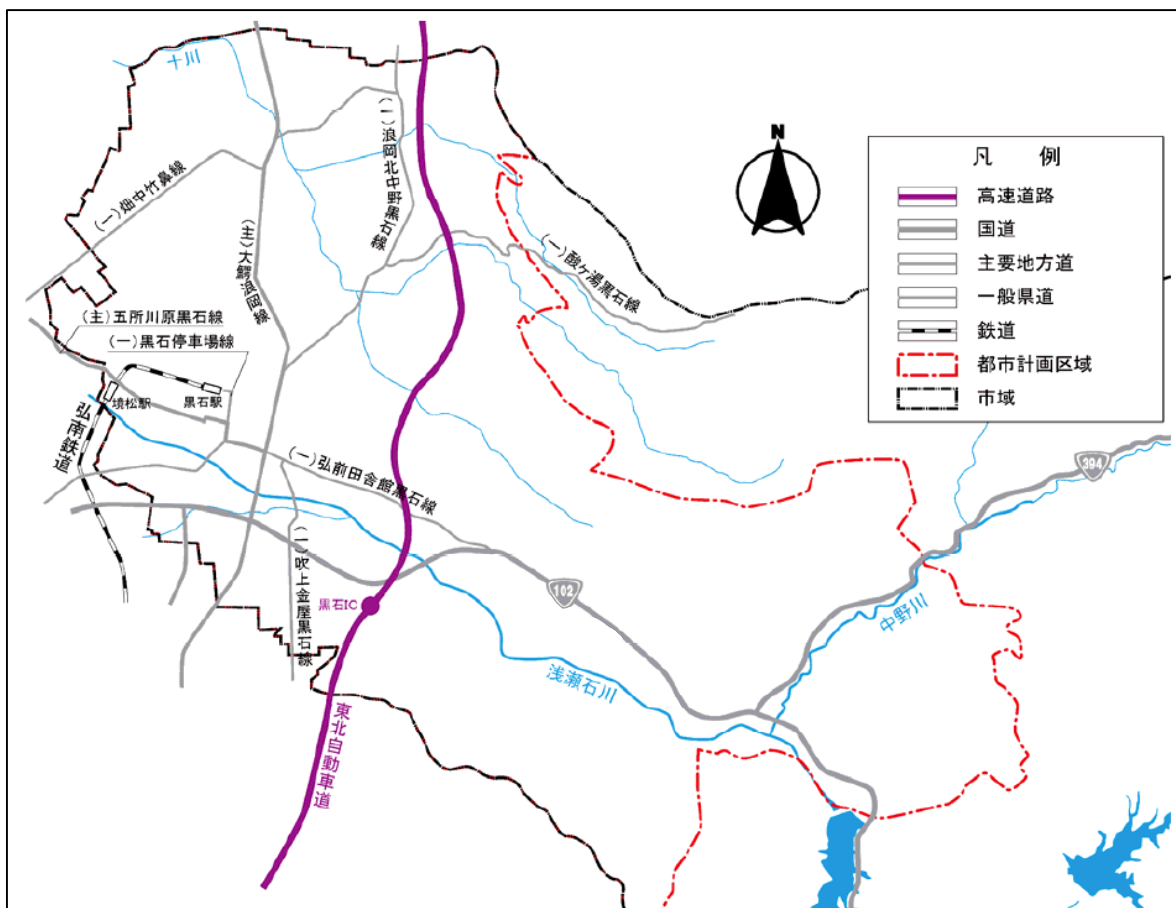 十川
(一)浪岡北中野黒石線
N
(一)畑中竹鼻線
(主)大鰐浪岡線
(一)酸ケ湯黒石線
(主)五所川原黒石線
(一)黒石停車場線
境松駅
黒石駅
弘南鉄道
(一)弘前田舎館黒石線
(一)吹上金屋黒石線
黒石IC
102
394
中野川
浅瀬石川
東北自動車道
凡 例
高速道路
国道
主要地方道
一般県道
鉄道
都市計画区域
市域